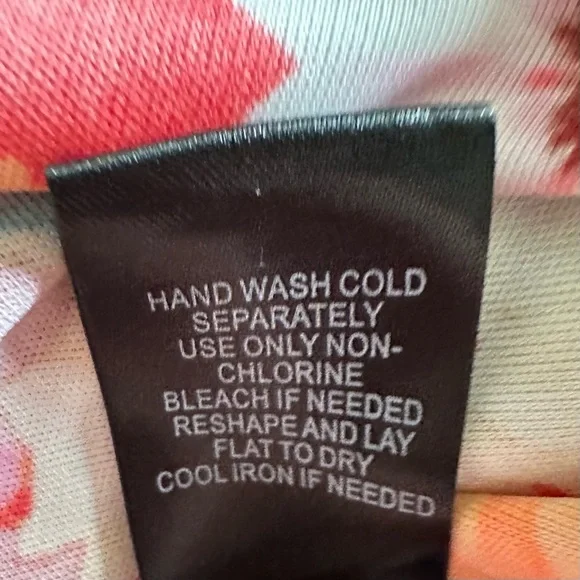 HAND WASH COLD
SEPARATELY
USE ONLY NON-
CHLORINE
BLEACH IF NEEDED
RESHAPE AND LAY
FLAT TO DRY
COOL IRON IF NEEDED